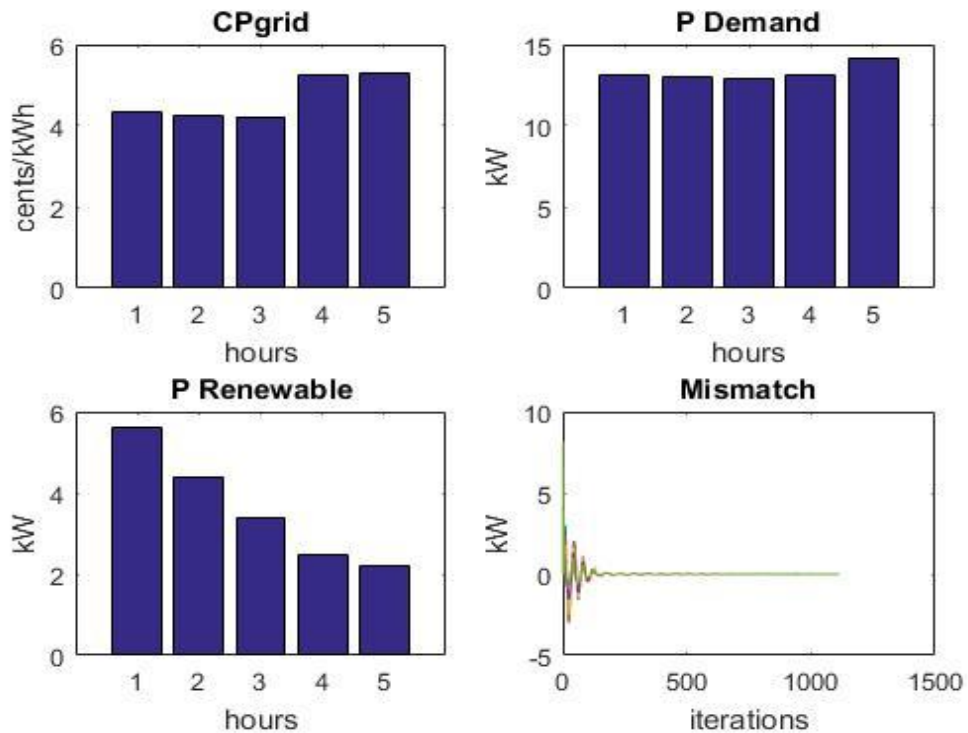 CPgrid
6
4
2
0
cents/kWh
1 2 3 4 5
hours
P Demand
15
10
5
0
kW
1 2 3 4 5
hours
P Renewable
6
4
2
0
kW
1 2 3 4 5
hours
Mismatch
10
5
0
-5
kW
0 500 1000 1500
iterations